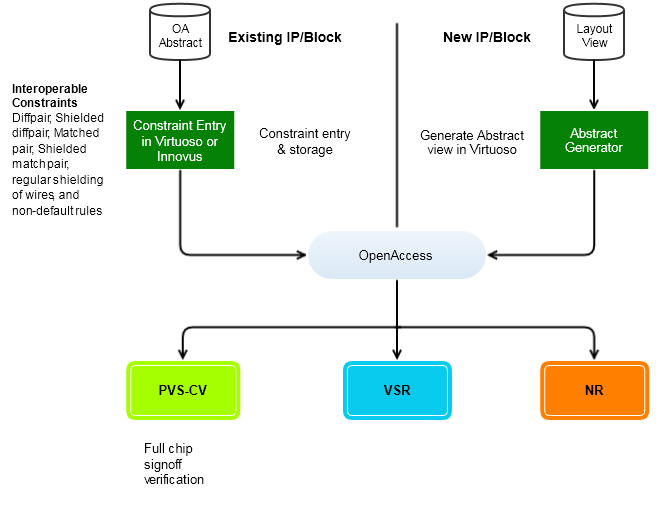 OA
Abstract
Existing IP/Block
New IP/Block
Layout
View
Interoperable
Constraints
Diffpair, Shielded
diffpair, Matched
pair, Shielded
matchpair,
regular shielding
of wires, and
non-default rules
Constraint Entry
in Virtuoso or
Innovus
Constraint entry
& storage
Generate Abstract
view in Virtuoso
Abstract
Generator
OpenAccess
PVS-CV
VSR
NR
Full chip
signoff
verification